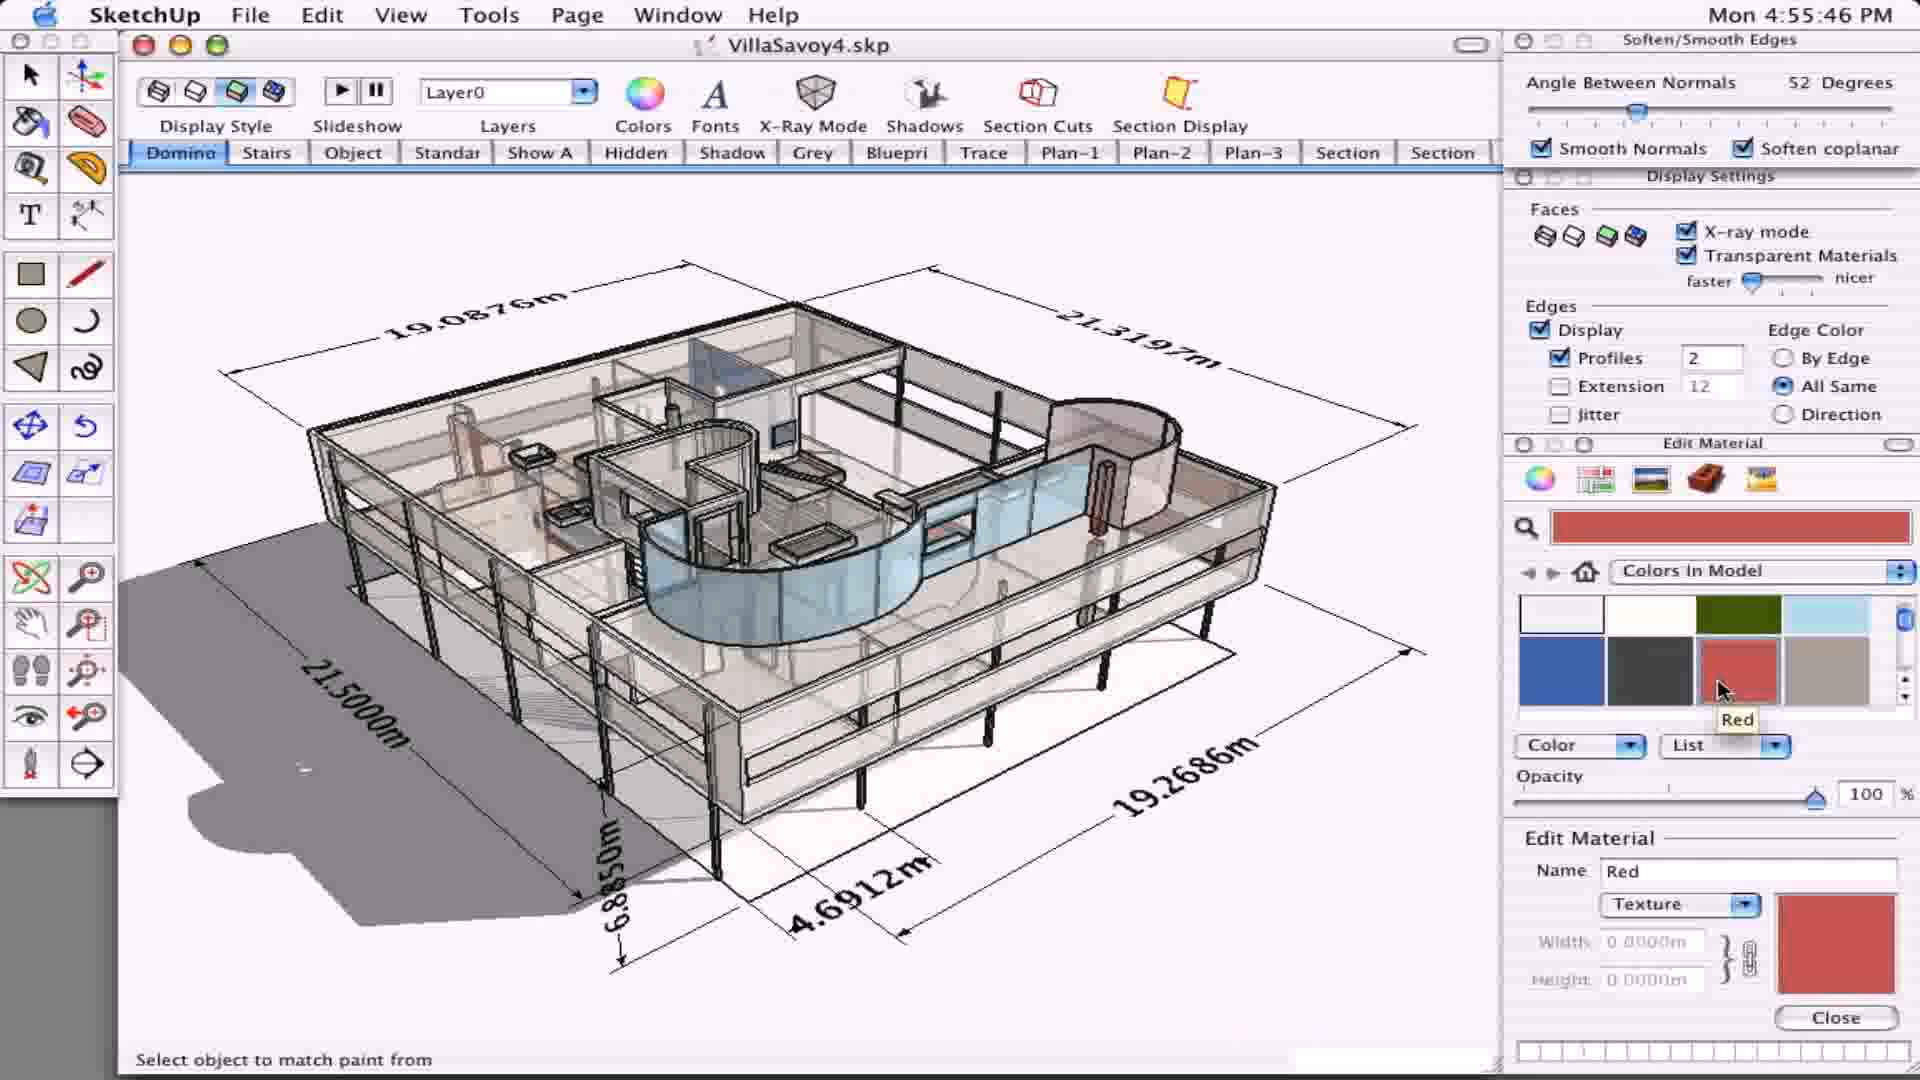 SketchUp File Edit View Tools Page Window Help Mon 4:55:46 PM
VillaSavoy4.skp
Layer0
Display Style Slideshow Layers Colors Fonts X-Ray Mode Shadows Section Cuts Section Display
Domino Stairs Object Standar Show A Hidden Shadow Grey Bluepri Trace Plan-1 Plan-2 Plan-3 Section Section
T
A
19.0876m
21.3197m
21.5000m
6.8850m
4.6912m
19.2686m
Select object to match paint from
Soften/Smooth Edges
Angle Between Normals 52 Degrees
Smooth Normals Soften coplanar
Display Settings
Faces
X-ray mode
Transparent Materials
faster nicer
Edges
Display Edge Color
Profiles 2 By Edge
Extension 12 All Same
Jitter Direction
Edit Material
Colors In Model
Red
Color List
Opacity
100 %
Edit Material
Name Red
Texture
Width: 0.0000m
Height: 0.0000m
Close